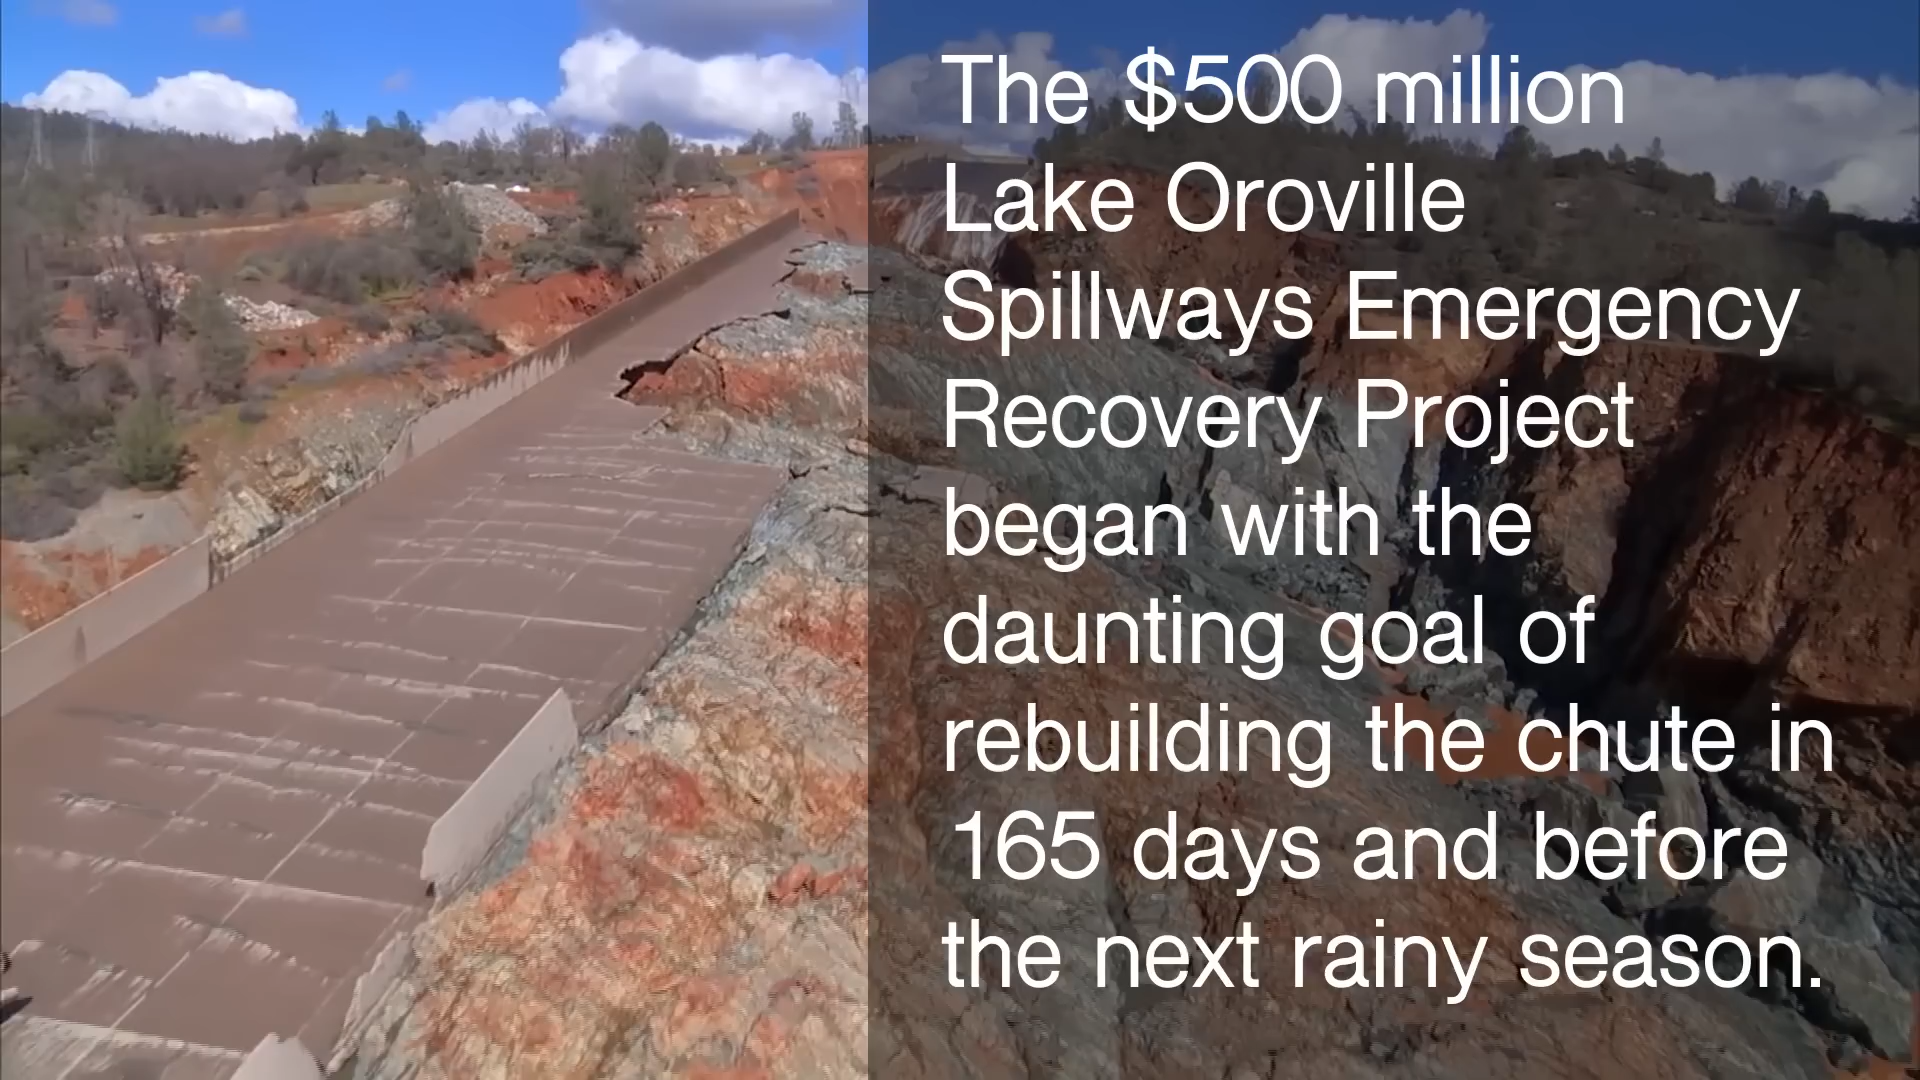 The $500 million
Lake Oroville
Spillways Emergency
Recovery Project
began with the
daunting goal of
rebuilding the chute in
165 days and before
the next rainy season.